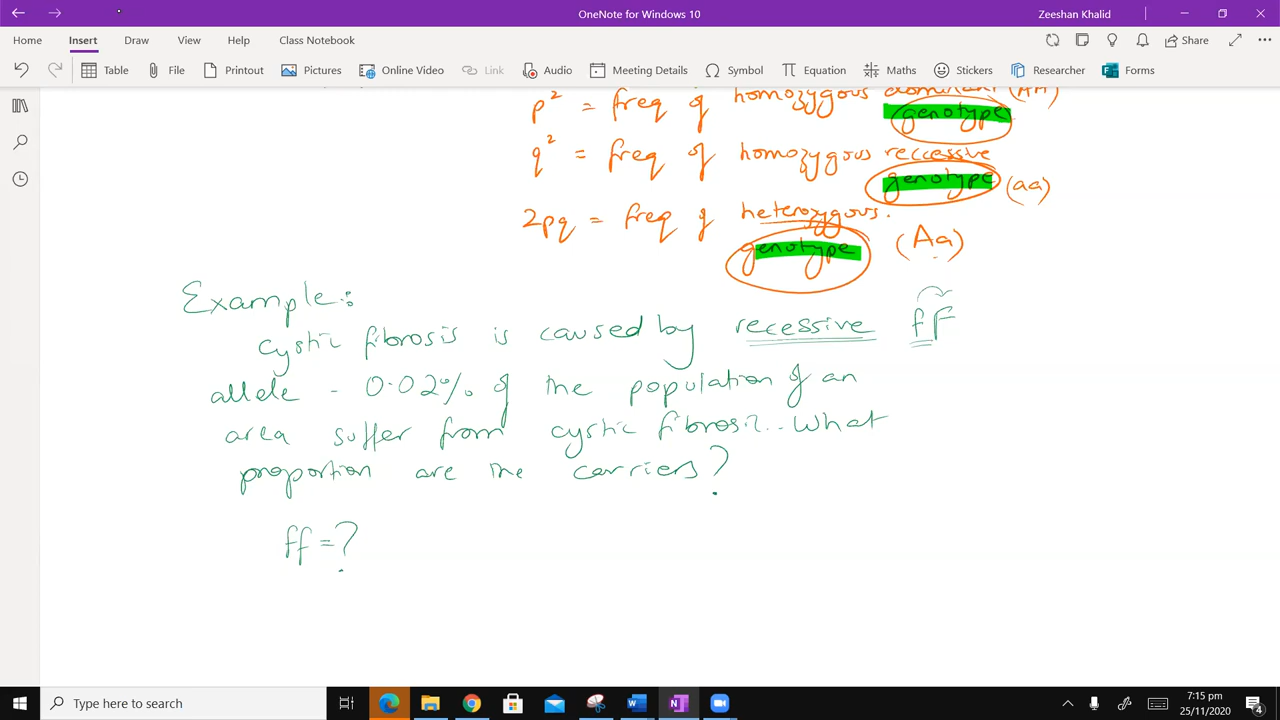 OneNote for Windows 10
Zeeshan Khalid
Home Insert Draw View Help Class Notebook
Share
Table File Printout Pictures Online Video Link Audio Meeting Details Symbol Equation Maths Stickers Researcher Forms
p² = freq of homozygous dominant (AA)
genotype
q² = freq of homozygous reccessive
genotype (aa)
2pq = freq of heterozygous.
genotype (Aa)
Example:
Cystic fibrosis is caused by recessive fF
allele - 0.02% of the population of an
area suffer from cystic fibrosis.. What
proportion are the carriers?
ff = ?
Type here to search
7:15 pm
25/11/2020
4